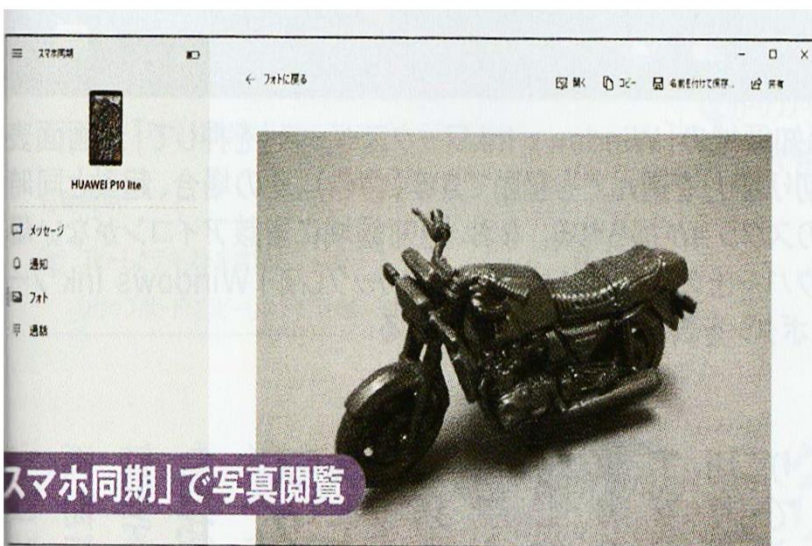 スマホ同期
← フォトに戻る
開く コピー 名前を付けて保存... 共有
HUAWEI P10 lite
メッセージ
通知
フォト
通話
スマホ同期」で写真閲覧